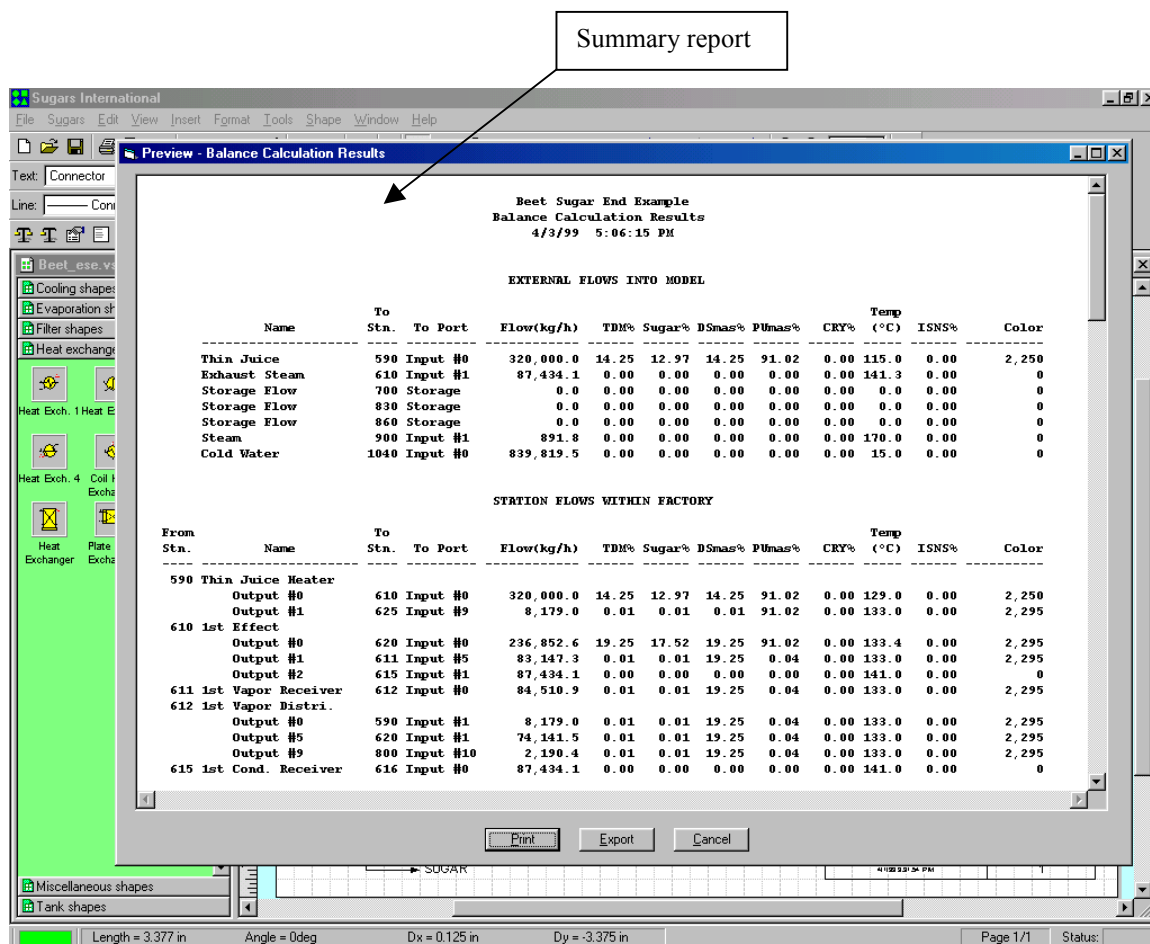 Summary report
Sugars International
File Sugars Edit View Insert Format Tools Shape Window Help
Preview - Balance Calculation Results
Text: Connector
Line: Conn
Beet_ese.vs
Cooling shapes
Evaporation sh
Filter shapes
Heat exchange
Heat Exch. 1 Heat E
Heat Exch. 4 Coil H
Excha
Heat Plate
Exchanger Excha
Miscellaneous shapes
Tank shapes
Beet Sugar End Example
Balance Calculation Results
4/3/99 5:06:15 PM
EXTERNAL FLOWS INTO MODEL
To Temp
Name Stn. To Port Flow(kg/h) TDM% Sugar% DSmas% PUmas% CRY% (°C) ISNS% Color
Thin Juice 590 Input #0 320,000.0 14.25 12.97 14.25 91.02 0.00 115.0 0.00 2,250
Exhaust Steam 610 Input #1 87,434.1 0.00 0.00 0.00 0.00 0.00 141.3 0.00 0
Storage Flow 700 Storage 0.0 0.00 0.00 0.00 0.00 0.00 0.0 0.00 0
Storage Flow 830 Storage 0.0 0.00 0.00 0.00 0.00 0.00 0.0 0.00 0
Storage Flow 860 Storage 0.0 0.00 0.00 0.00 0.00 0.00 0.0 0.00 0
Steam 900 Input #1 891.8 0.00 0.00 0.00 0.00 0.00 170.0 0.00 0
Cold Water 1040 Input #0 839,819.5 0.00 0.00 0.00 0.00 0.00 15.0 0.00 0
STATION FLOWS WITHIN FACTORY
From To Temp
Stn. Name Stn. To Port Flow(kg/h) TDM% Sugar% DSmas% PUmas% CRY% (°C) ISNS% Color
590 Thin Juice Heater
Output #0 610 Input #0 320,000.0 14.25 12.97 14.25 91.02 0.00 129.0 0.00 2,250
Output #1 625 Input #9 8,179.0 0.01 0.01 0.01 91.02 0.00 133.0 0.00 2,295
610 1st Effect
Output #0 620 Input #0 236,852.6 19.25 17.52 19.25 91.02 0.00 133.4 0.00 2,295
Output #1 611 Input #5 83,147.3 0.01 0.01 19.25 0.04 0.00 133.0 0.00 2,295
Output #2 615 Input #1 87,434.1 0.00 0.00 0.00 0.00 0.00 141.0 0.00 0
611 1st Vapor Receiver 612 Input #0 84,510.9 0.01 0.01 19.25 0.04 0.00 133.0 0.00 2,295
612 1st Vapor Distri.
Output #0 590 Input #1 8,179.0 0.01 0.01 19.25 0.04 0.00 133.0 0.00 2,295
Output #5 620 Input #1 74,141.5 0.01 0.01 19.25 0.04 0.00 133.0 0.00 2,295
Output #9 800 Input #10 2,190.4 0.01 0.01 19.25 0.04 0.00 133.0 0.00 2,295
615 1st Cond. Receiver 616 Input #0 87,434.1 0.00 0.00 0.00 0.00 0.00 141.0 0.00 0
Print Export Cancel
SUGAR
1
Length = 3.377 in Angle = 0deg Dx = 0.125 in Dy = -3.375 in Page 1/1 Status: